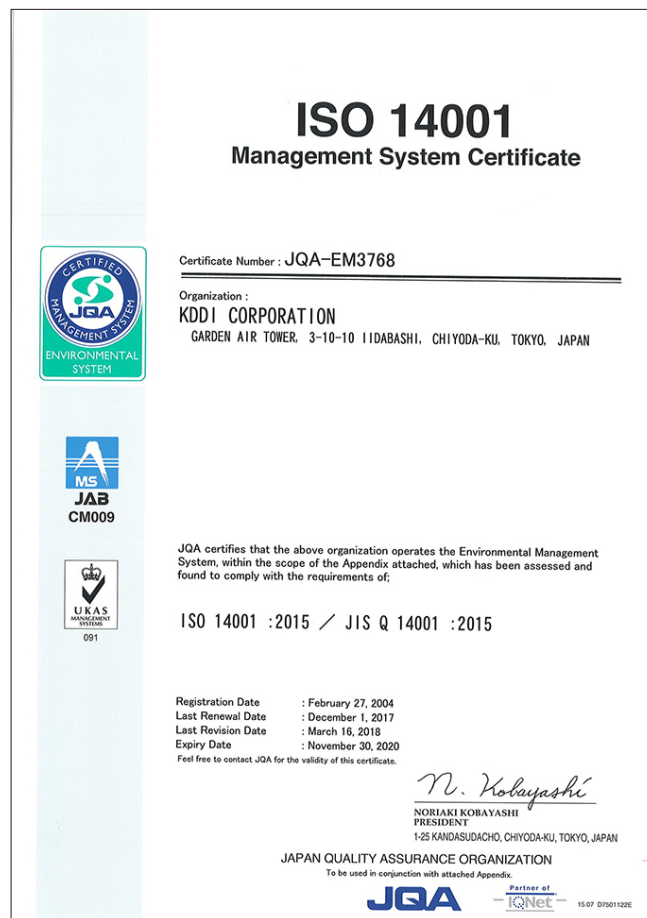 ISO 14001
Management System Certificate
Certificate Number : JQA-EM3768
Organization :
KDDI CORPORATION
GARDEN AIR TOWER, 3-10-10 IIDABASHI, CHIYODA-KU, TOKYO, JAPAN
CERTIFIED
JQA
MANAGEMENT SYSTEM
ENVIRONMENTAL
SYSTEM
MS
JAB
CM009
UKAS
MANAGEMENT
SYSTEMS
091
JQA certifies that the above organization operates the Environmental Management
System, within the scope of the Appendix attached, which has been assessed and
found to comply with the requirements of;
ISO 14001 :2015 / JIS Q 14001 :2015
Registration Date : February 27, 2004
Last Renewal Date : December 1, 2017
Last Revision Date : March 16, 2018
Expiry Date : November 30, 2020
Feel free to contact JQA for the validity of this certificate.
N. Kobayashi
NORIAKI KOBAYASHI
PRESIDENT
1-25 KANDASUDACHO, CHIYODA-KU, TOKYO, JAPAN
JAPAN QUALITY ASSURANCE ORGANIZATION
To be used in conjunction with attached Appendix.
JQA
Partner of
IQNet
15.07 D7501122E